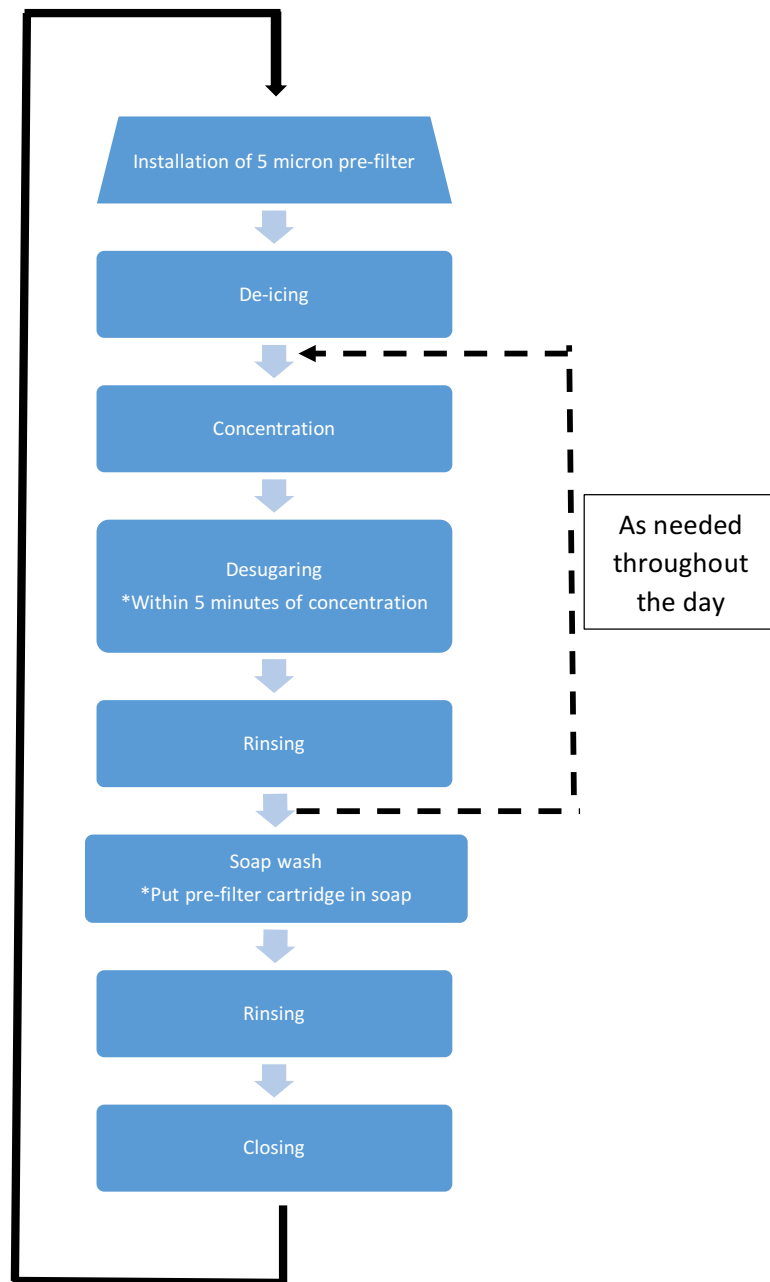 Installation of 5 micron pre-filter
De-icing
Concentration
Desugaring
*Within 5 minutes of concentration
As needed
throughout
the day
Rinsing
Soap wash
*Put pre-filter cartridge in soap
Rinsing
Closing